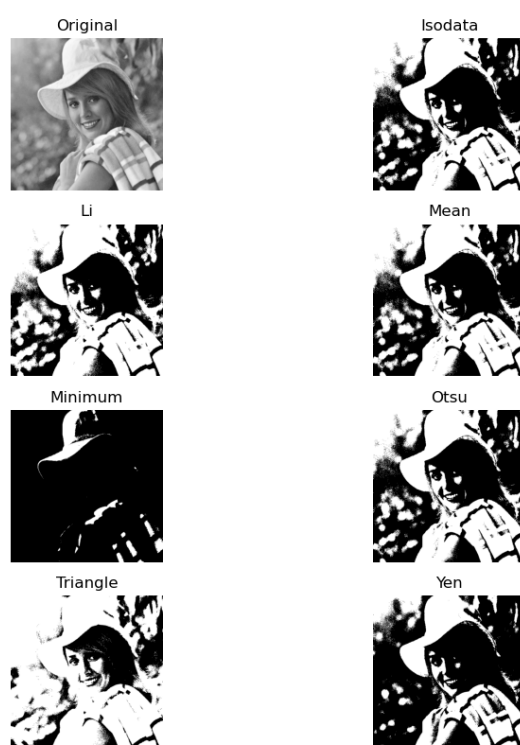 Original
Isodata
Li
Mean
Minimum
Otsu
Triangle
Yen